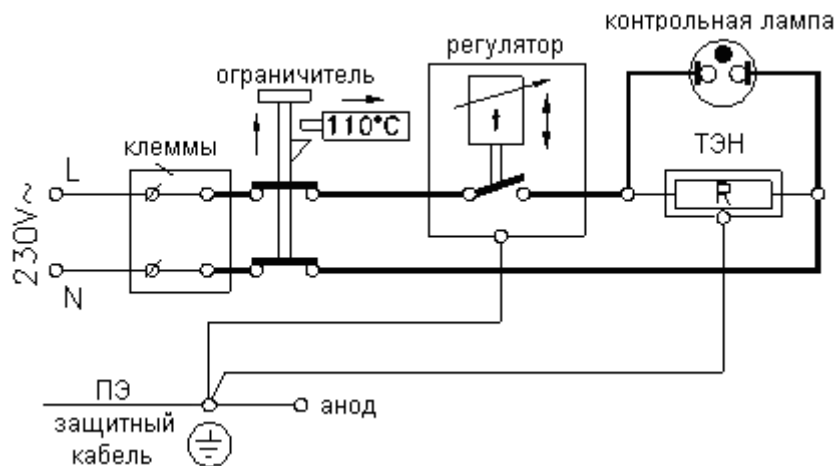 контрольная лампа
регулятор
ограничитель
110°C
клеммы
ТЭН
L
R
230V~
N
ПЭ
анод
защитный
кабель